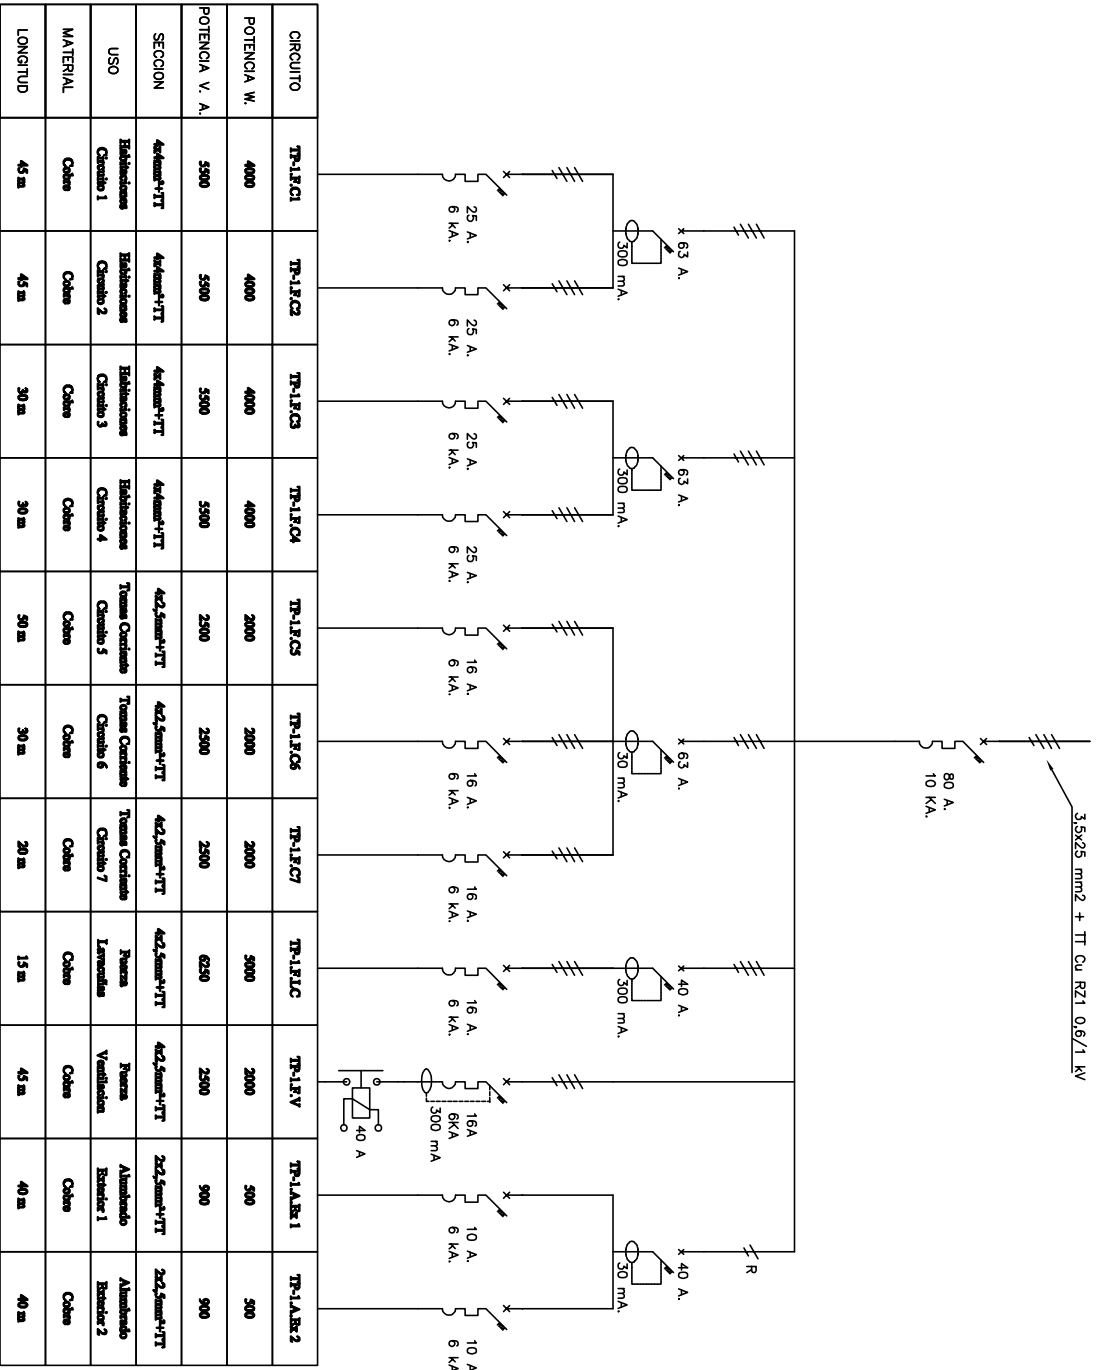 3,5x25 mm2 + TT Cu RZ1 0,6/1 kV
80 A.
10 KA.
63 A.
300 mA.
63 A.
300 mA.
63 A.
30 mA.
40 A.
300 mA.
R
40 A.
30 mA.
25 A.
6 kA.
25 A.
6 kA.
25 A.
6 kA.
25 A.
6 kA.
16 A.
6 kA.
16 A.
6 kA.
16 A.
6 kA.
16 A.
6 kA.
16A
6KA
300 mA
40 A
10 A.
6 kA.
10 A
6 kA
CIRCUITO TP-1.F.C1 TP-1.F.C2 TP-1.F.C3 TP-1.F.C4 TP-1.F.C5 TP-1.F.C6 TP-1.F.C7 TP-1.F.LC TP-1.F.V TP-1.A.Ex 1 TP-1.A.Ex 2
POTENCIA W. 4000 4000 4000 4000 2000 2000 2000 5000 2000 500 500
POTENCIA V. A. 5500 5500 5500 5500 2500 2500 2500 6250 2500 900 900
SECCION 4x4mm²+TT 4x4mm²+TT 4x4mm²+TT 4x4mm²+TT 4x2,5mm²+TT 4x2,5mm²+TT 4x2,5mm²+TT 4x2,5mm²+TT 4x2,5mm²+TT 2x2,5mm²+TT 2x2,5mm²+TT
USO
Habitaciones Habitaciones Habitaciones Habitaciones Tomas Corriente Tomas Corriente Tomas Corriente Fuerza Fuerza Alumbrado Alumbrado
Circuito 1 Circuito 2 Circuito 3 Circuito 4 Circuito 5 Circuito 6 Circuito 7 Lavacuñas Ventilacion Exterior 1 Exterior 2
MATERIAL Cobre Cobre Cobre Cobre Cobre Cobre Cobre Cobre Cobre Cobre Cobre
LONGITUD 45 m 45 m 30 m 30 m 50 m 30 m 20 m 15 m 45 m 40 m 40 m